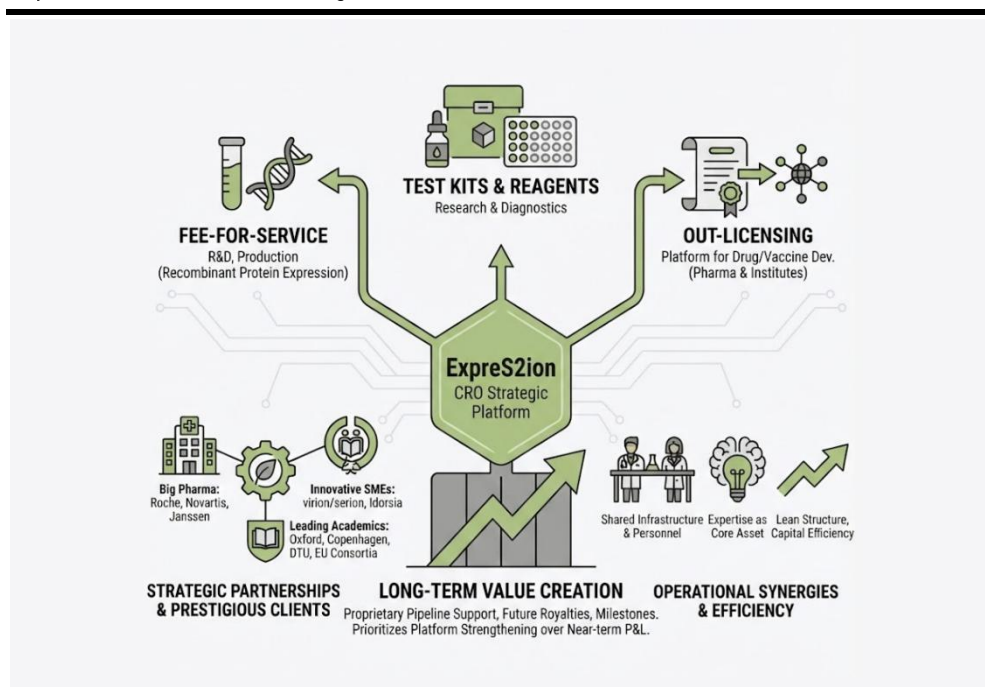 TEST KITS & REAGENTS
Research & Diagnostics
FEE-FOR-SERVICE
R&D, Production
(Recombinant Protein Expression)
OUT-LICENSING
Platform for Drug/Vaccine Dev.
(Pharma & Institutes)
ExpreS2ion
CRO Strategic
Platform
Big Pharma:
Roche, Novartis,
Janssen
Innovative SMEs:
virion/serion, Idorsia
Leading Academics:
Oxford, Copenhagen,
DTU, EU Consortia
STRATEGIC PARTNERSHIPS
& PRESTIGIOUS CLIENTS
LONG-TERM VALUE CREATION
Proprietary Pipeline Support, Future Royalties, Milestones.
Prioritizes Platform Strengthening over Near-term P&L.
Shared Infrastructure
& Personnel
Expertise as
Core Asset
Lean Structure,
Capital Efficiency
OPERATIONAL SYNERGIES
& EFFICIENCY